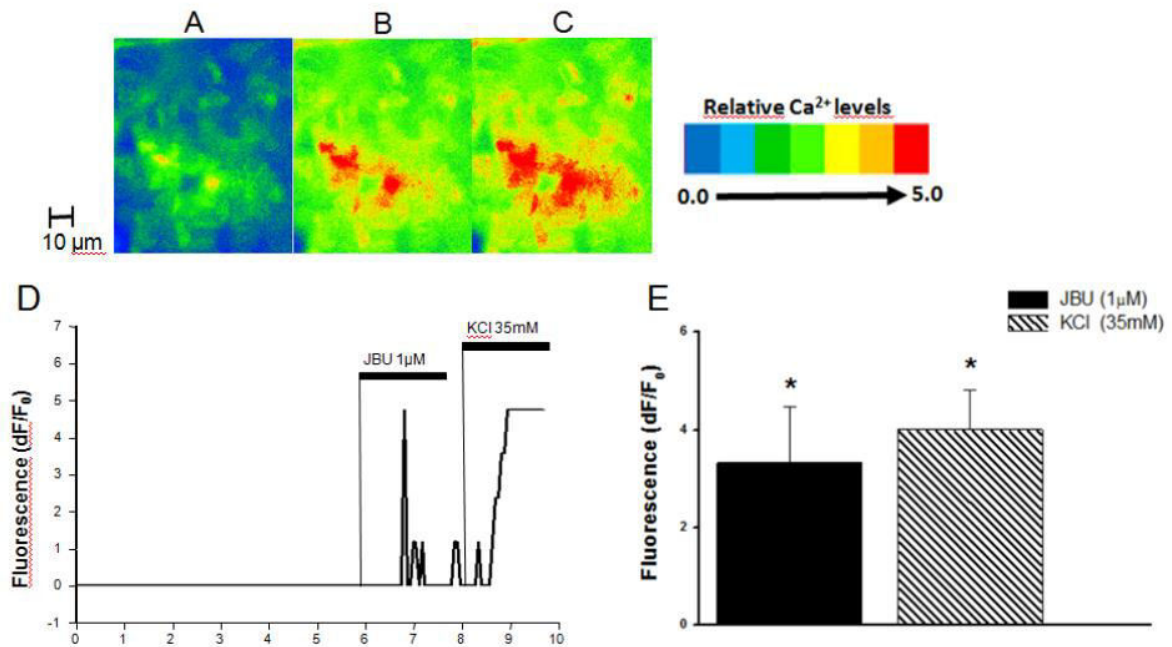 A B C
Relative Ca²⁺ levels
0.0 5.0
10 µm
D
Fluorescence (dF/F₀)
7
6
5
4
3
2
1
0
-1
KCl 35mM
JBU 1µM
0 1 2 3 4 5 6 7 8 9 10
E
JBU (1µM)
KCl (35mM)
Fluorescence (dF/F₀)
6
4
2
0
* *